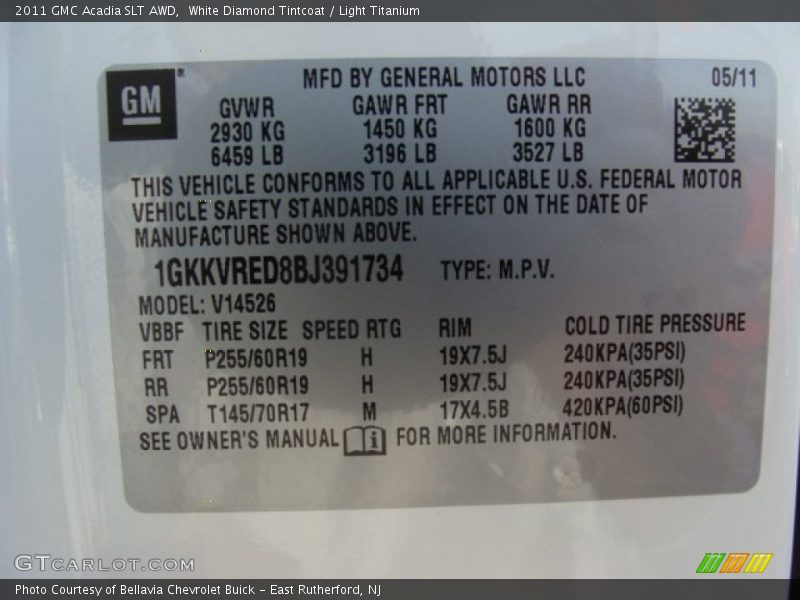 2011 GMC Acadia SLT AWD,  White Diamond Tintcoat / Light Titanium
GM®
MFD BY GENERAL MOTORS LLC 05/11
GVWR GAWR FRT GAWR RR
2930 KG 1450 KG 1600 KG
6459 LB 3196 LB 3527 LB
THIS VEHICLE CONFORMS TO ALL APPLICABLE U.S. FEDERAL MOTOR
VEHICLE SAFETY STANDARDS IN EFFECT ON THE DATE OF
MANUFACTURE SHOWN ABOVE.
1GKKVRED8BJ391734 TYPE: M.P.V.
MODEL: V14526
VBBF TIRE SIZE SPEED RTG RIM COLD TIRE PRESSURE
FRT P255/60R19 H 19X7.5J 240KPA(35PSI)
RR P255/60R19 H 19X7.5J 240KPA(35PSI)
SPA T145/70R17 M 17X4.5B 420KPA(60PSI)
SEE OWNER'S MANUAL i FOR MORE INFORMATION.
GTCARLOT.COM
Photo Courtesy of Bellavia Chevrolet Buick – East Rutherford, NJ